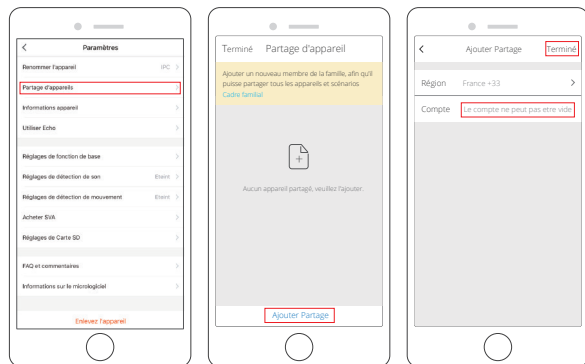 Paramètres
Renommer l'appareil IPC
Partage d'appareils
Informations appareil
Utiliser Echo
Réglages de fonction de base
Réglages de détection de son Eteint
Réglages de détection de mouvement Eteint
Acheter SVA
Réglages de Carte SD
FAQ et commentaires
Informations sur le micrologiciel
Enlevez l'appareil
Terminé Partage d'appareil
Ajouter un nouveau membre de la famille, afin qu'il
puisse partager tous les appareils et scénarios.
Cadre familial
Aucun appareil partagé, veuillez l'ajouter.
Ajouter Partage
Ajouter Partage Terminé
Région France +33
Compte Le compte ne peut pas etre vide